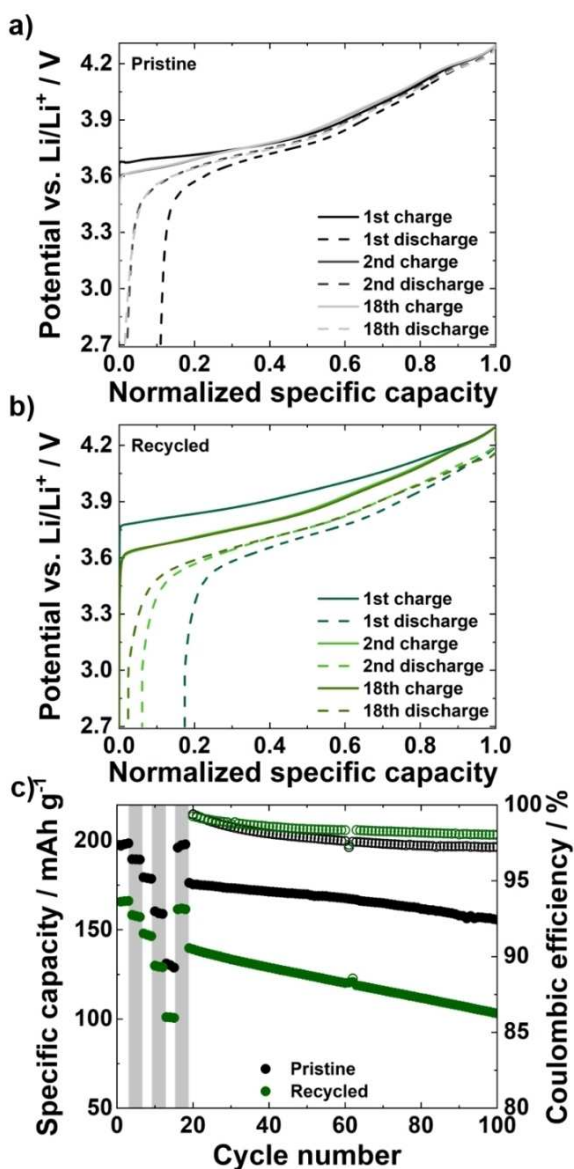 a)
Pristine
Potential vs. Li/Li⁺ / V
4.2
3.9
3.6
3.3
3.0
2.7
1st charge
1st discharge
2nd charge
2nd discharge
18th charge
18th discharge
0.0 0.2 0.4 0.6 0.8 1.0
Normalized specific capacity
b)
Recycled
Potential vs. Li/Li⁺ / V
4.2
3.9
3.6
3.3
3.0
2.7
1st charge
1st discharge
2nd charge
2nd discharge
18th charge
18th discharge
0.0 0.2 0.4 0.6 0.8 1.0
Normalized specific capacity
c)
Specific capacity / mAh g⁻¹
200
150
100
50
Pristine
Recycled
100
95
90
85
80
Coulombic efficiency / %
0 20 40 60 80 100
Cycle number